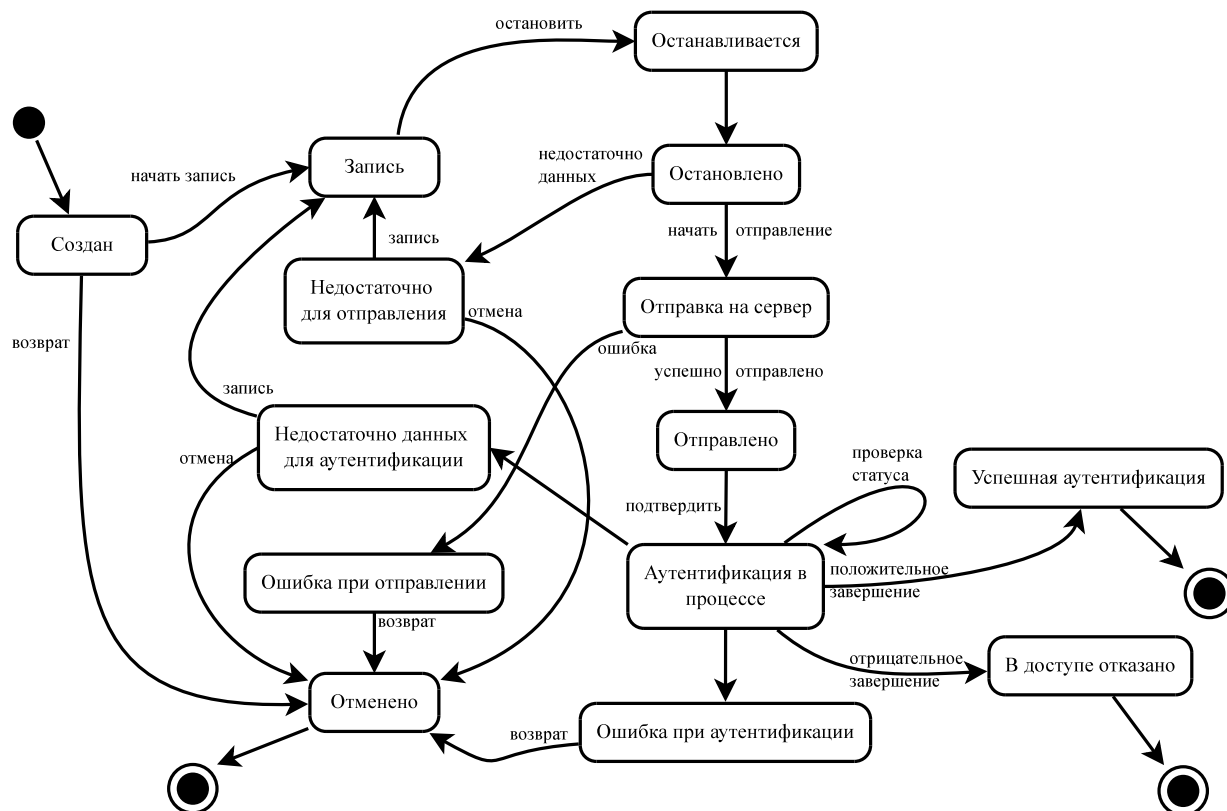 остановить
Останавливается
начать запись
Запись
недостаточно
данных
Остановлено
Создан
запись
начать отправление
Недостаточно
для отправления
отмена
Отправка на сервер
возврат
ошибка
успешно отправлено
запись
Недостаточно данных
для аутентификации
отмена
Отправлено
проверка
статуса
Успешная аутентификация
подтвердить
Ошибка при отправлении
Аутентификация в
процессе
положительное
завершение
возврат
отрицательное
завершение
В доступе отказано
Отменено
возврат
Ошибка при аутентификации